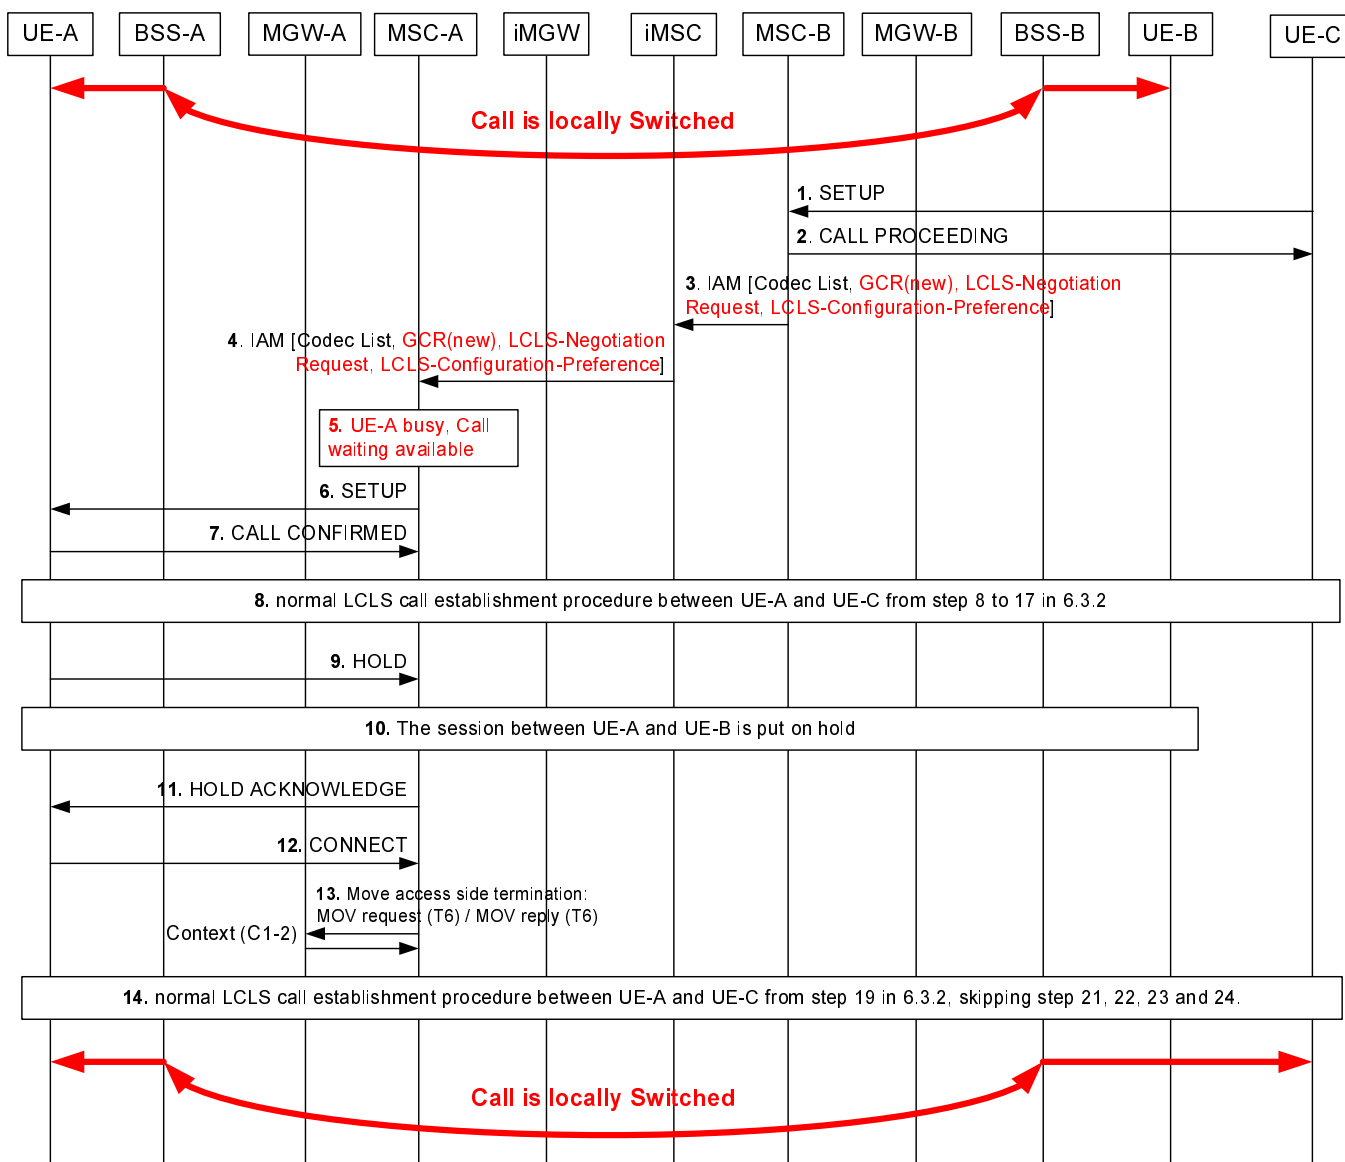 UE-A BSS-A MGW-A MSC-A iMGW iMSC MSC-B MGW-B BSS-B UE-B UE-C
Call is locally Switched
1. SETUP
2. CALL PROCEEDING
3. IAM [Codec List, GCR(new), LCLS-Negotiation
Request, LCLS-Configuration-Preference]
4. IAM [Codec List, GCR(new), LCLS-Negotiation
Request, LCLS-Configuration-Preference]
5. UE-A busy, Call
waiting available
6. SETUP
7. CALL CONFIRMED
8. normal LCLS call establishment procedure between UE-A and UE-C from step 8 to 17 in 6.3.2
9. HOLD
10. The session between UE-A and UE-B is put on hold
11. HOLD ACKNOWLEDGE
12. CONNECT
13. Move access side termination:
MOV request (T6) / MOV reply (T6)
Context (C1-2)
14. normal LCLS call establishment procedure between UE-A and UE-C from step 19 in 6.3.2, skipping step 21, 22, 23 and 24.
Call is locally Switched